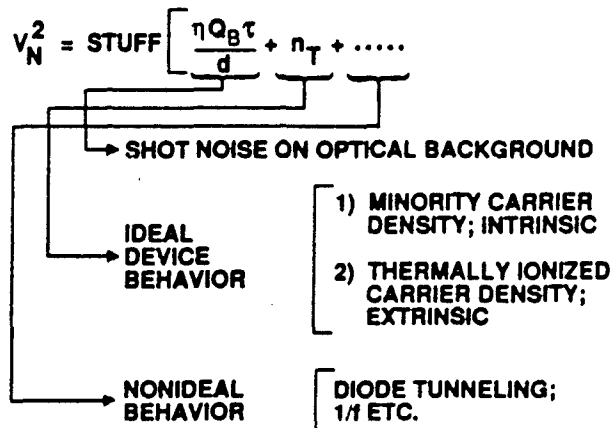 V_N^2 = STUFF [ ηQ_Bτ/d + n_T + .....
SHOT NOISE ON OPTICAL BACKGROUND
IDEAL
DEVICE
BEHAVIOR
1) MINORITY CARRIER
DENSITY; INTRINSIC
2) THERMALLY IONIZED
CARRIER DENSITY;
EXTRINSIC
NONIDEAL
BEHAVIOR
DIODE TUNNELING;
1/f ETC.